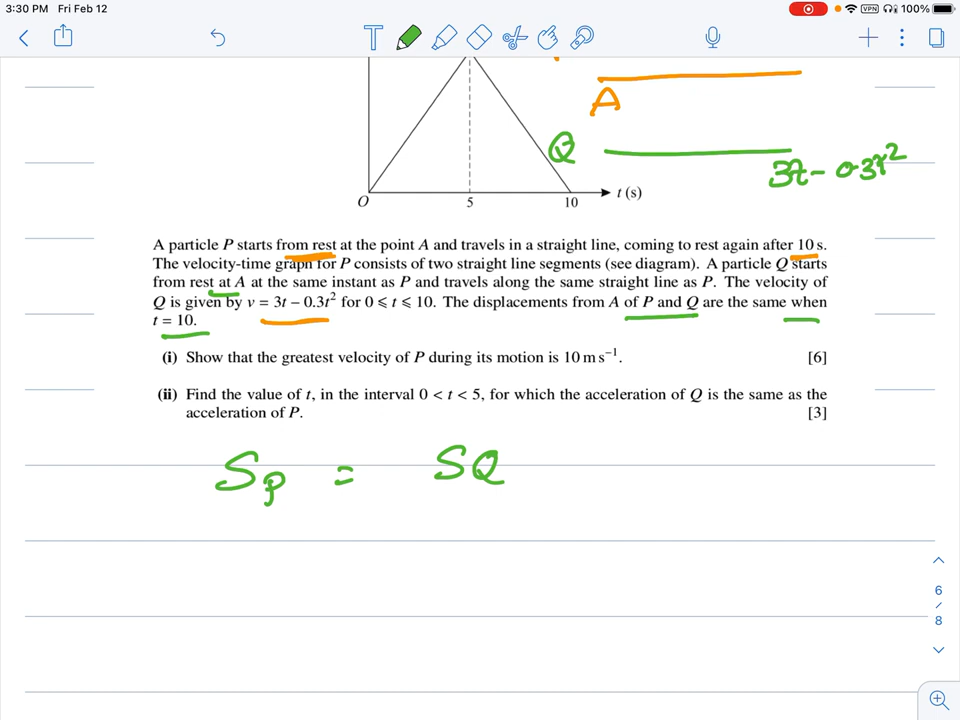 3:30 PM Fri Feb 12
VPN 100%
A
Q
3t - 0.3t²
O
5
10
t (s)
A particle P starts from rest at the point A and travels in a straight line, coming to rest again after 10 s.
The velocity-time graph for P consists of two straight line segments (see diagram). A particle Q starts
from rest at A at the same instant as P and travels along the same straight line as P. The velocity of
Q is given by v = 3t − 0.3t² for 0 ⩽ t ⩽ 10. The displacements from A of P and Q are the same when
t = 10.
(i) Show that the greatest velocity of P during its motion is 10 m s⁻¹. [6]
(ii) Find the value of t, in the interval 0 < t < 5, for which the acceleration of Q is the same as the
acceleration of P. [3]
Sp = SQ
6
/
8